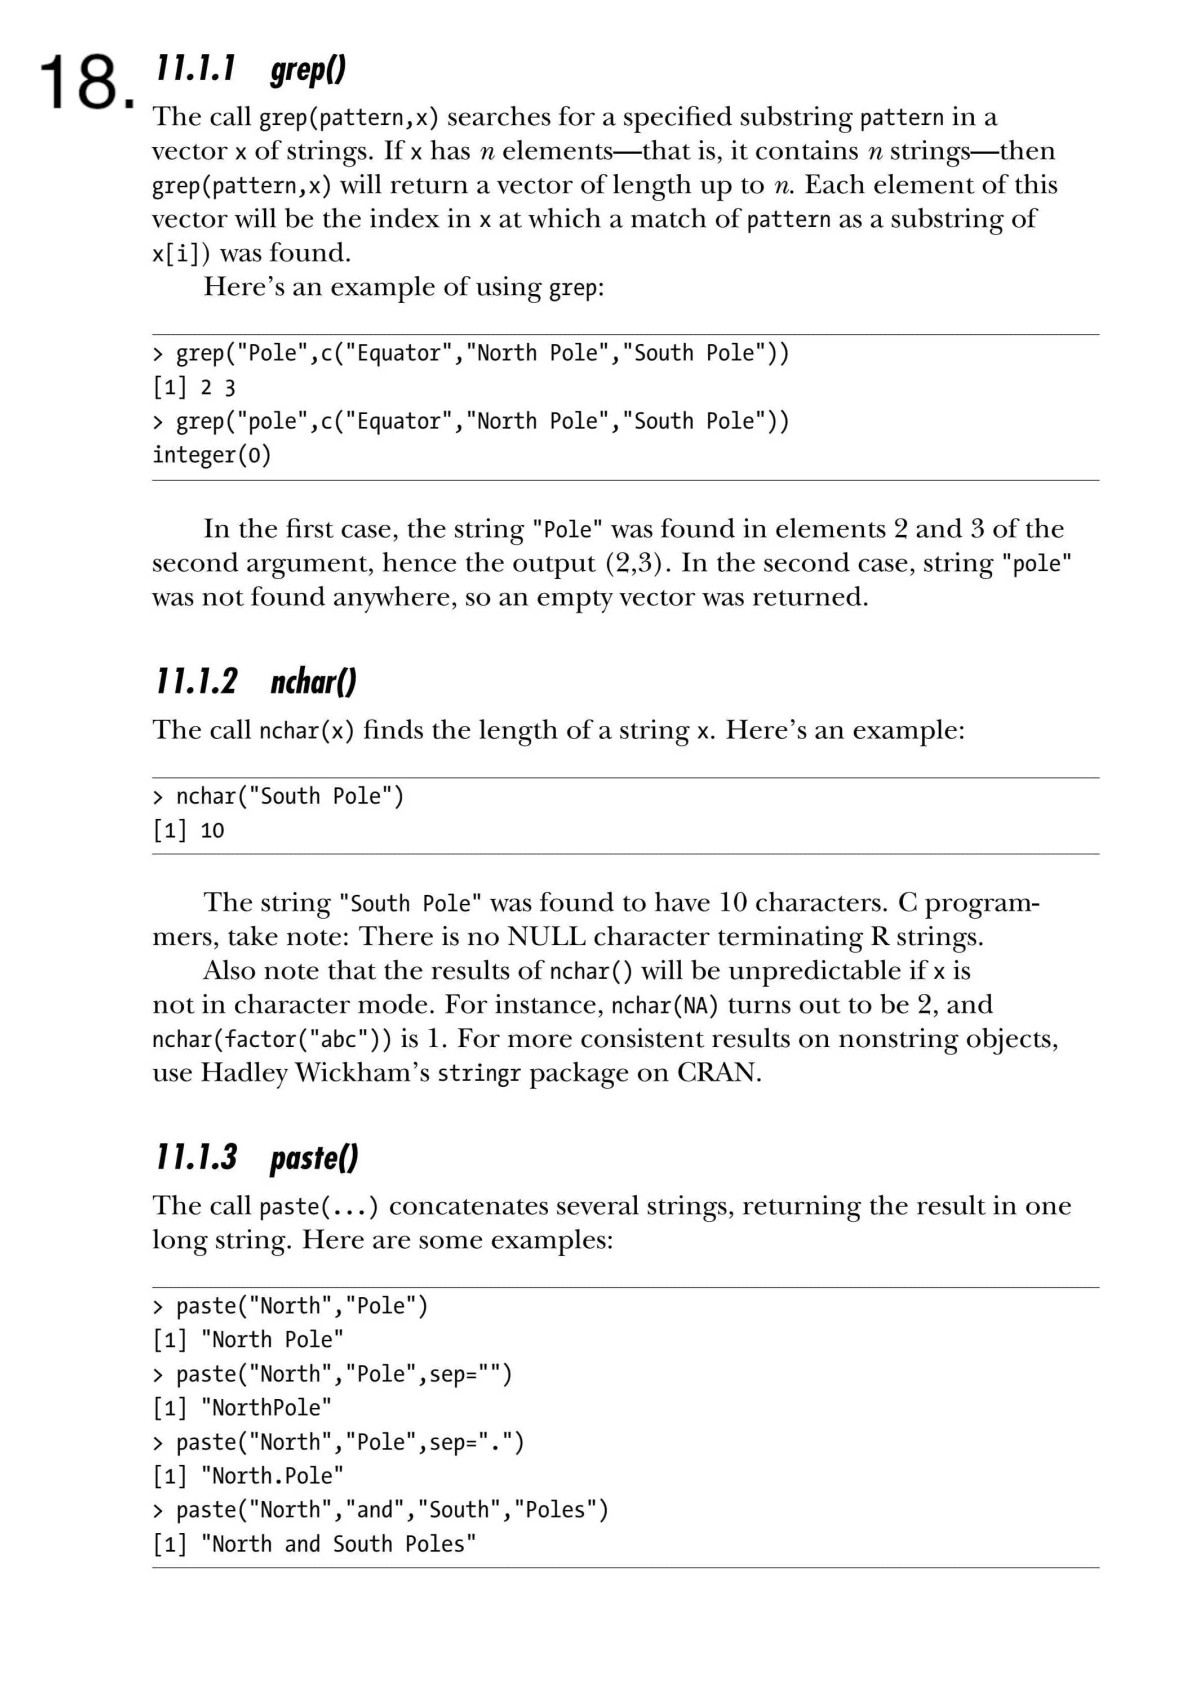 18.
11.1.1 grep()
The call grep(pattern,x) searches for a specified substring pattern in a
vector x of strings. If x has n elements—that is, it contains n strings—then
grep(pattern,x) will return a vector of length up to n. Each element of this
vector will be the index in x at which a match of pattern as a substring of
x[i]) was found.
Here's an example of using grep:
> grep("Pole",c("Equator","North Pole","South Pole"))
[1] 2 3
> grep("pole",c("Equator","North Pole","South Pole"))
integer(0)
In the first case, the string "Pole" was found in elements 2 and 3 of the
second argument, hence the output (2,3). In the second case, string "pole"
was not found anywhere, so an empty vector was returned.
11.1.2 nchar()
The call nchar(x) finds the length of a string x. Here's an example:
> nchar("South Pole")
[1] 10
The string "South Pole" was found to have 10 characters. C program-
mers, take note: There is no NULL character terminating R strings.
Also note that the results of nchar() will be unpredictable if x is
not in character mode. For instance, nchar(NA) turns out to be 2, and
nchar(factor("abc")) is 1. For more consistent results on nonstring objects,
use Hadley Wickham's stringr package on CRAN.
11.1.3 paste()
The call paste(...) concatenates several strings, returning the result in one
long string. Here are some examples:
> paste("North","Pole")
[1] "North Pole"
> paste("North","Pole",sep="")
[1] "NorthPole"
> paste("North","Pole",sep=".")
[1] "North.Pole"
> paste("North","and","South","Poles")
[1] "North and South Poles"